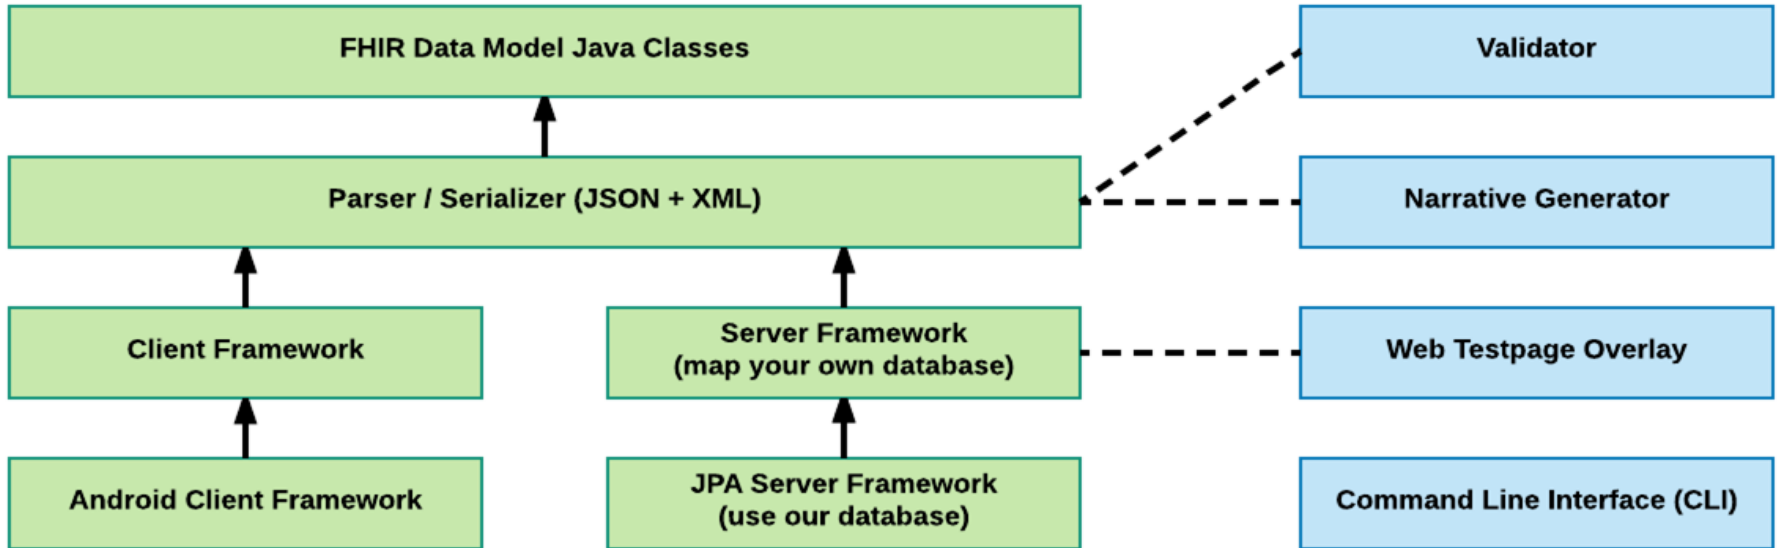 FHIR Data Model Java Classes
Validator
Parser / Serializer (JSON + XML)
Narrative Generator
Client Framework
Server Framework
(map your own database)
Web Testpage Overlay
Android Client Framework
JPA Server Framework
(use our database)
Command Line Interface (CLI)